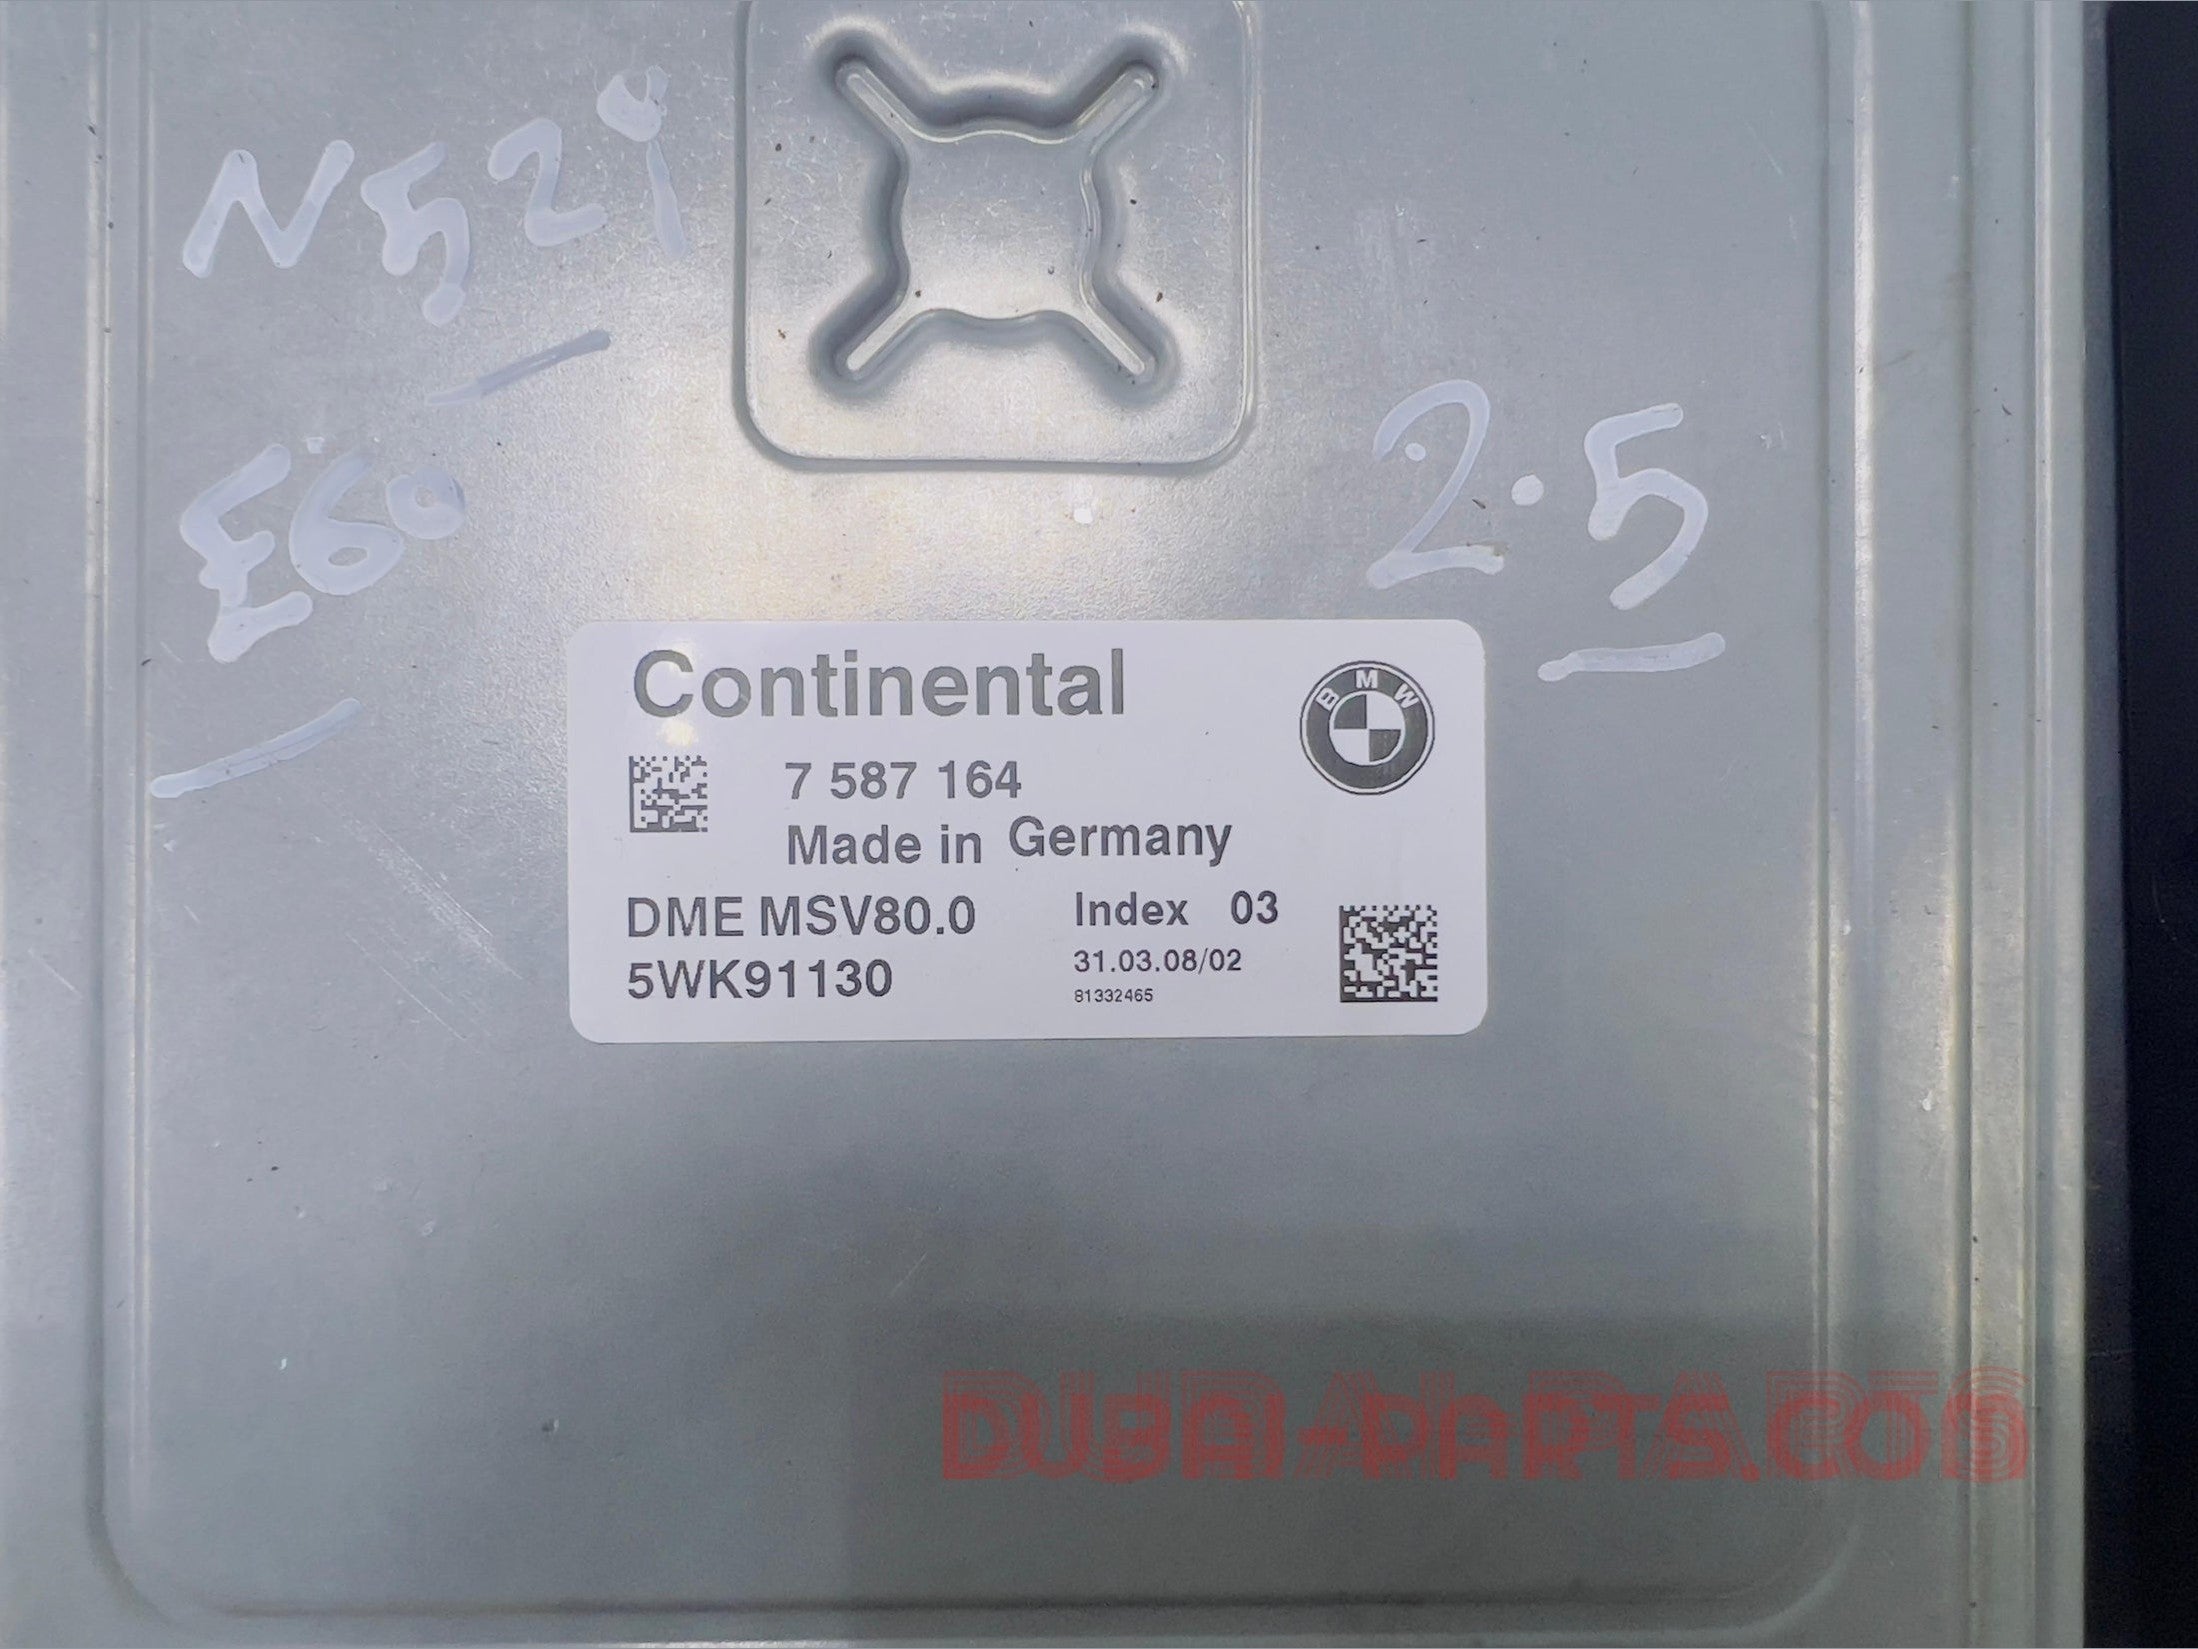 N52
E60
2.5
Continental
BMW
7 587 164
Made in Germany
DME MSV80.0
Index 03
5WK91130
31.03.08/02
81332465
DUBAI-PARTS.COM